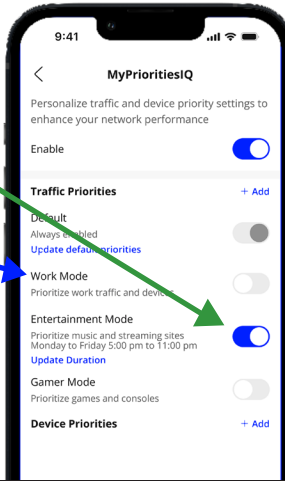 9:41
MyPrioritiesIQ
Personalize traffic and device priority settings to
enhance your network performance
Enable
Traffic Priorities + Add
Default
Always enabled
Update default priorities
Work Mode
Prioritize work traffic and devices
Entertainment Mode
Prioritize music and streaming sites
Monday to Friday 5:00 pm to 11:00 pm
Update Duration
Gamer Mode
Prioritize games and consoles
Device Priorities + Add